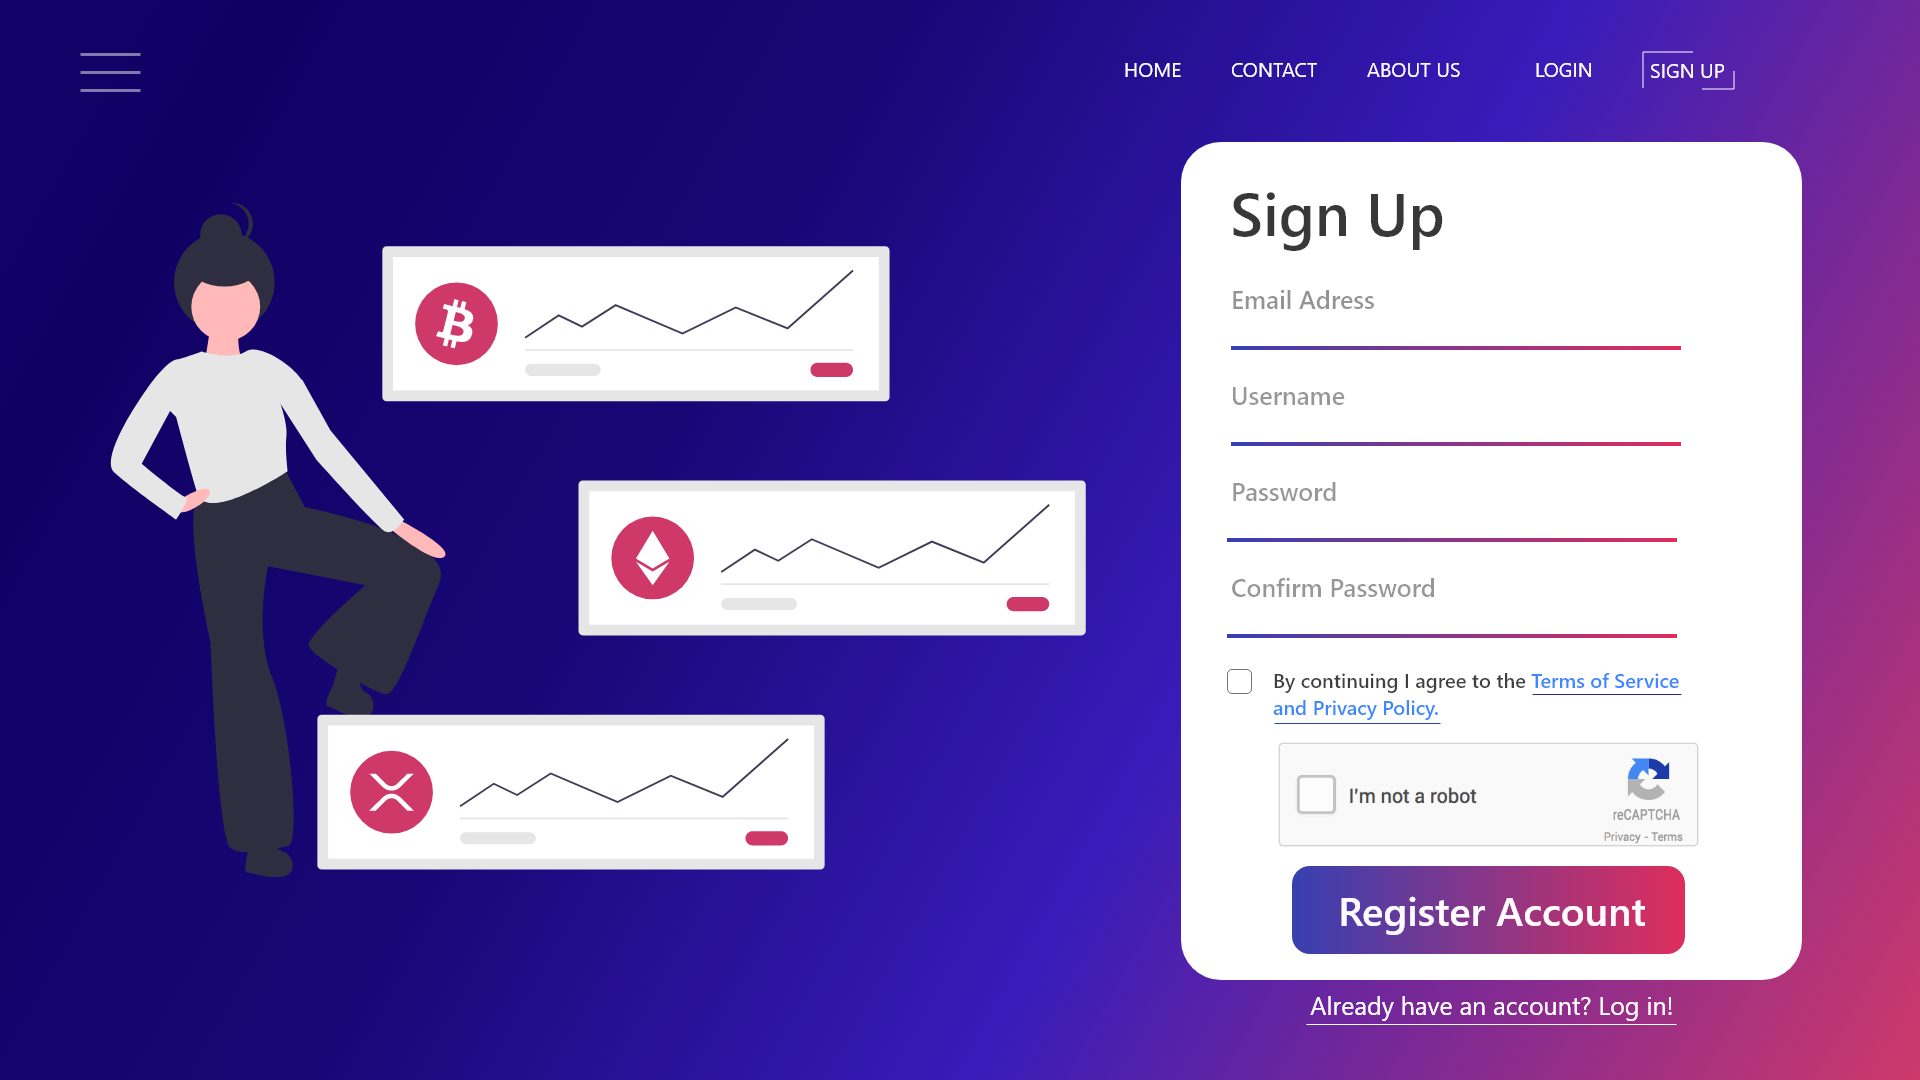 HOME CONTACT ABOUT US LOGIN SIGN UP
Sign Up
Email Adress
Username
Password
Confirm Password
By continuing I agree to the Terms of Service
and Privacy Policy.
I'm not a robot
reCAPTCHA
Privacy - Terms
Register Account
Already have an account? Log in!